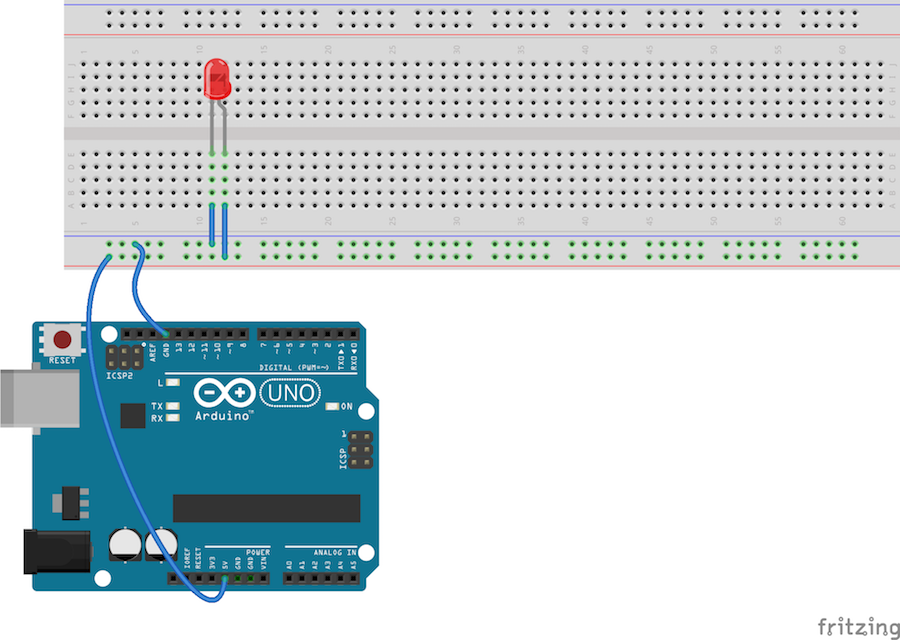 1 5 10 15 20 25 30 35 40 45 50 55 60
J J
I I
H H
G G
F F
E E
D D
C C
B B
A A
1 5 10 15 20 25 30 35 40 45 50 55 60
RESET
ICSP2
AREF
GND
13
12
~11
~10
~9
8
7
~6
~5
4
~3
2
TX0▶1
RX0◀0
DIGITAL (PWM=~)
L
TX
RX
Arduino™
UNO
ON
1
ICSP
IOREF
RESET
3V3
5V
GND
GND
VIN
POWER
ANALOG IN
A0
A1
A2
A3
A4
A5
fritzing